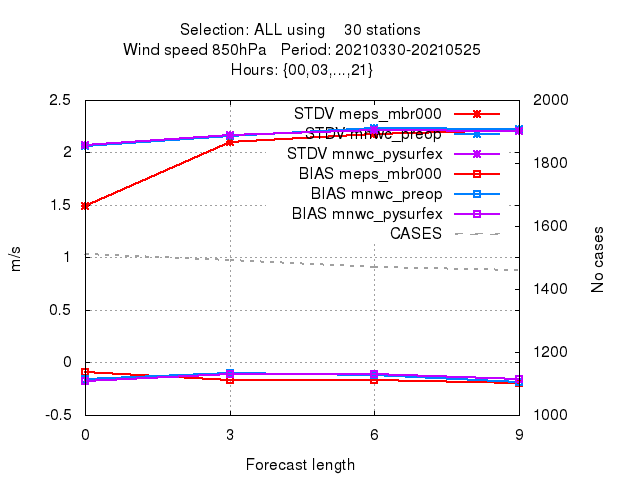 Selection: ALL using 30 stations
Wind speed 850hPa Period: 20210330-20210525
Hours: {00,03,...,21}
2.5 2000
STDV meps_mbr000
STDV mnwc_preop
2 STDV mnwc_pysurfex 1800
BIAS meps_mbr000
BIAS mnwc_preop
1.5 BIAS mnwc_pysurfex 1600
CASES
m/s
No cases
1
0.5 1400
0 1200
-0.5 1000
0 3 6 9
Forecast length